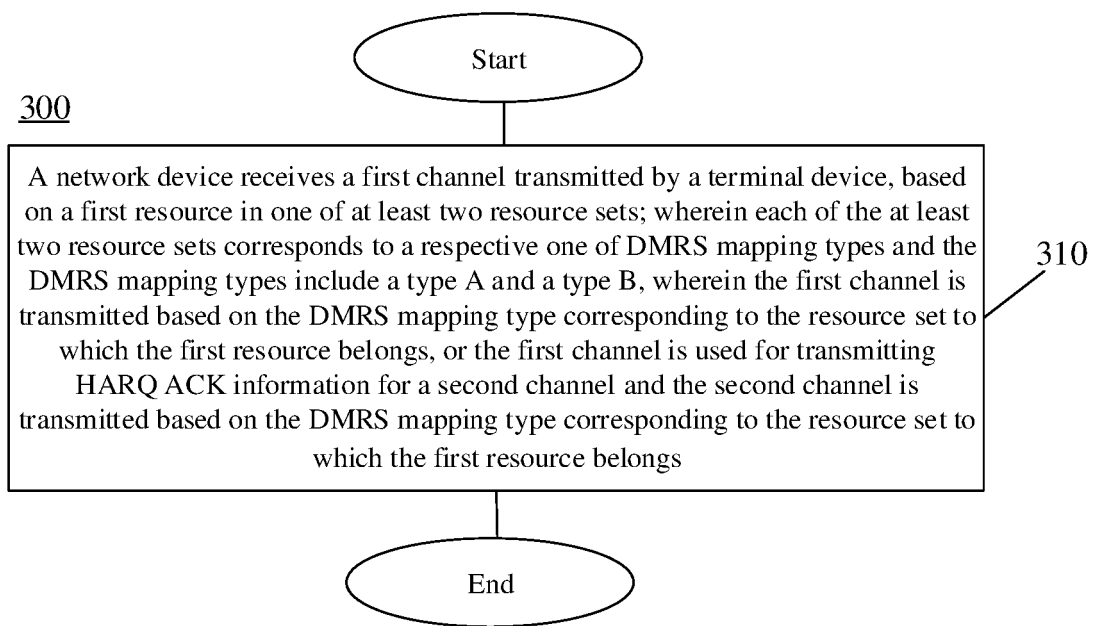 Start
300
A network device receives a first channel transmitted by a terminal device, based
on a first resource in one of at least two resource sets; wherein each of the at least
two resource sets corresponds to a respective one of DMRS mapping types and the
DMRS mapping types include a type A and a type B, wherein the first channel is
transmitted based on the DMRS mapping type corresponding to the resource set to
which the first resource belongs, or the first channel is used for transmitting
HARQ ACK information for a second channel and the second channel is
transmitted based on the DMRS mapping type corresponding to the resource set to
which the first resource belongs
310
End